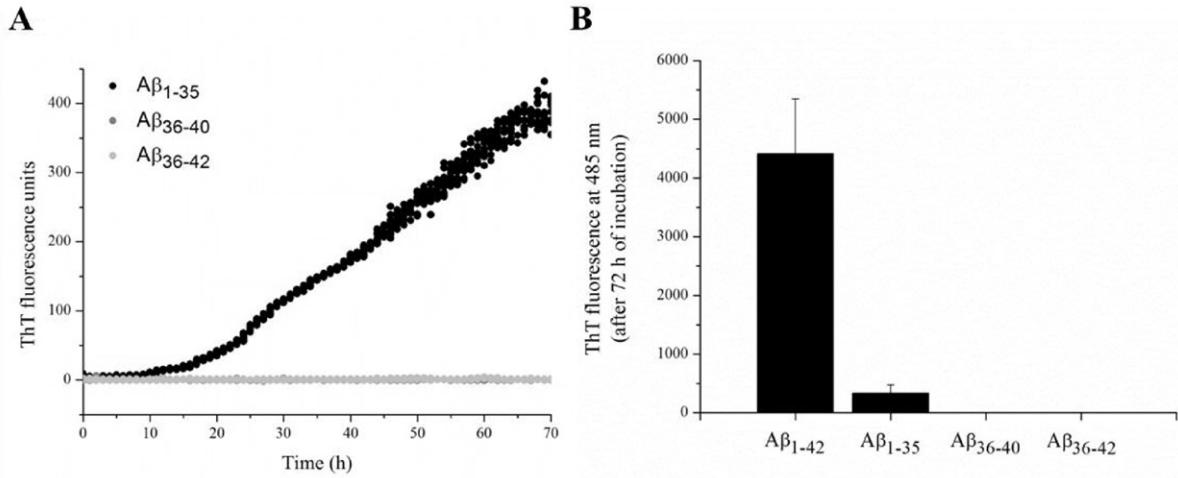 A
Aβ1-35
Aβ36-40
Aβ36-42
ThT fluorescence units
400
300
200
100
0
0 10 20 30 40 50 60 70
Time (h)
B
ThT fluorescence at 485 nm
(after 72 h of incubation)
6000
5000
4000
3000
2000
1000
0
Aβ1-42 Aβ1-35 Aβ36-40 Aβ36-42